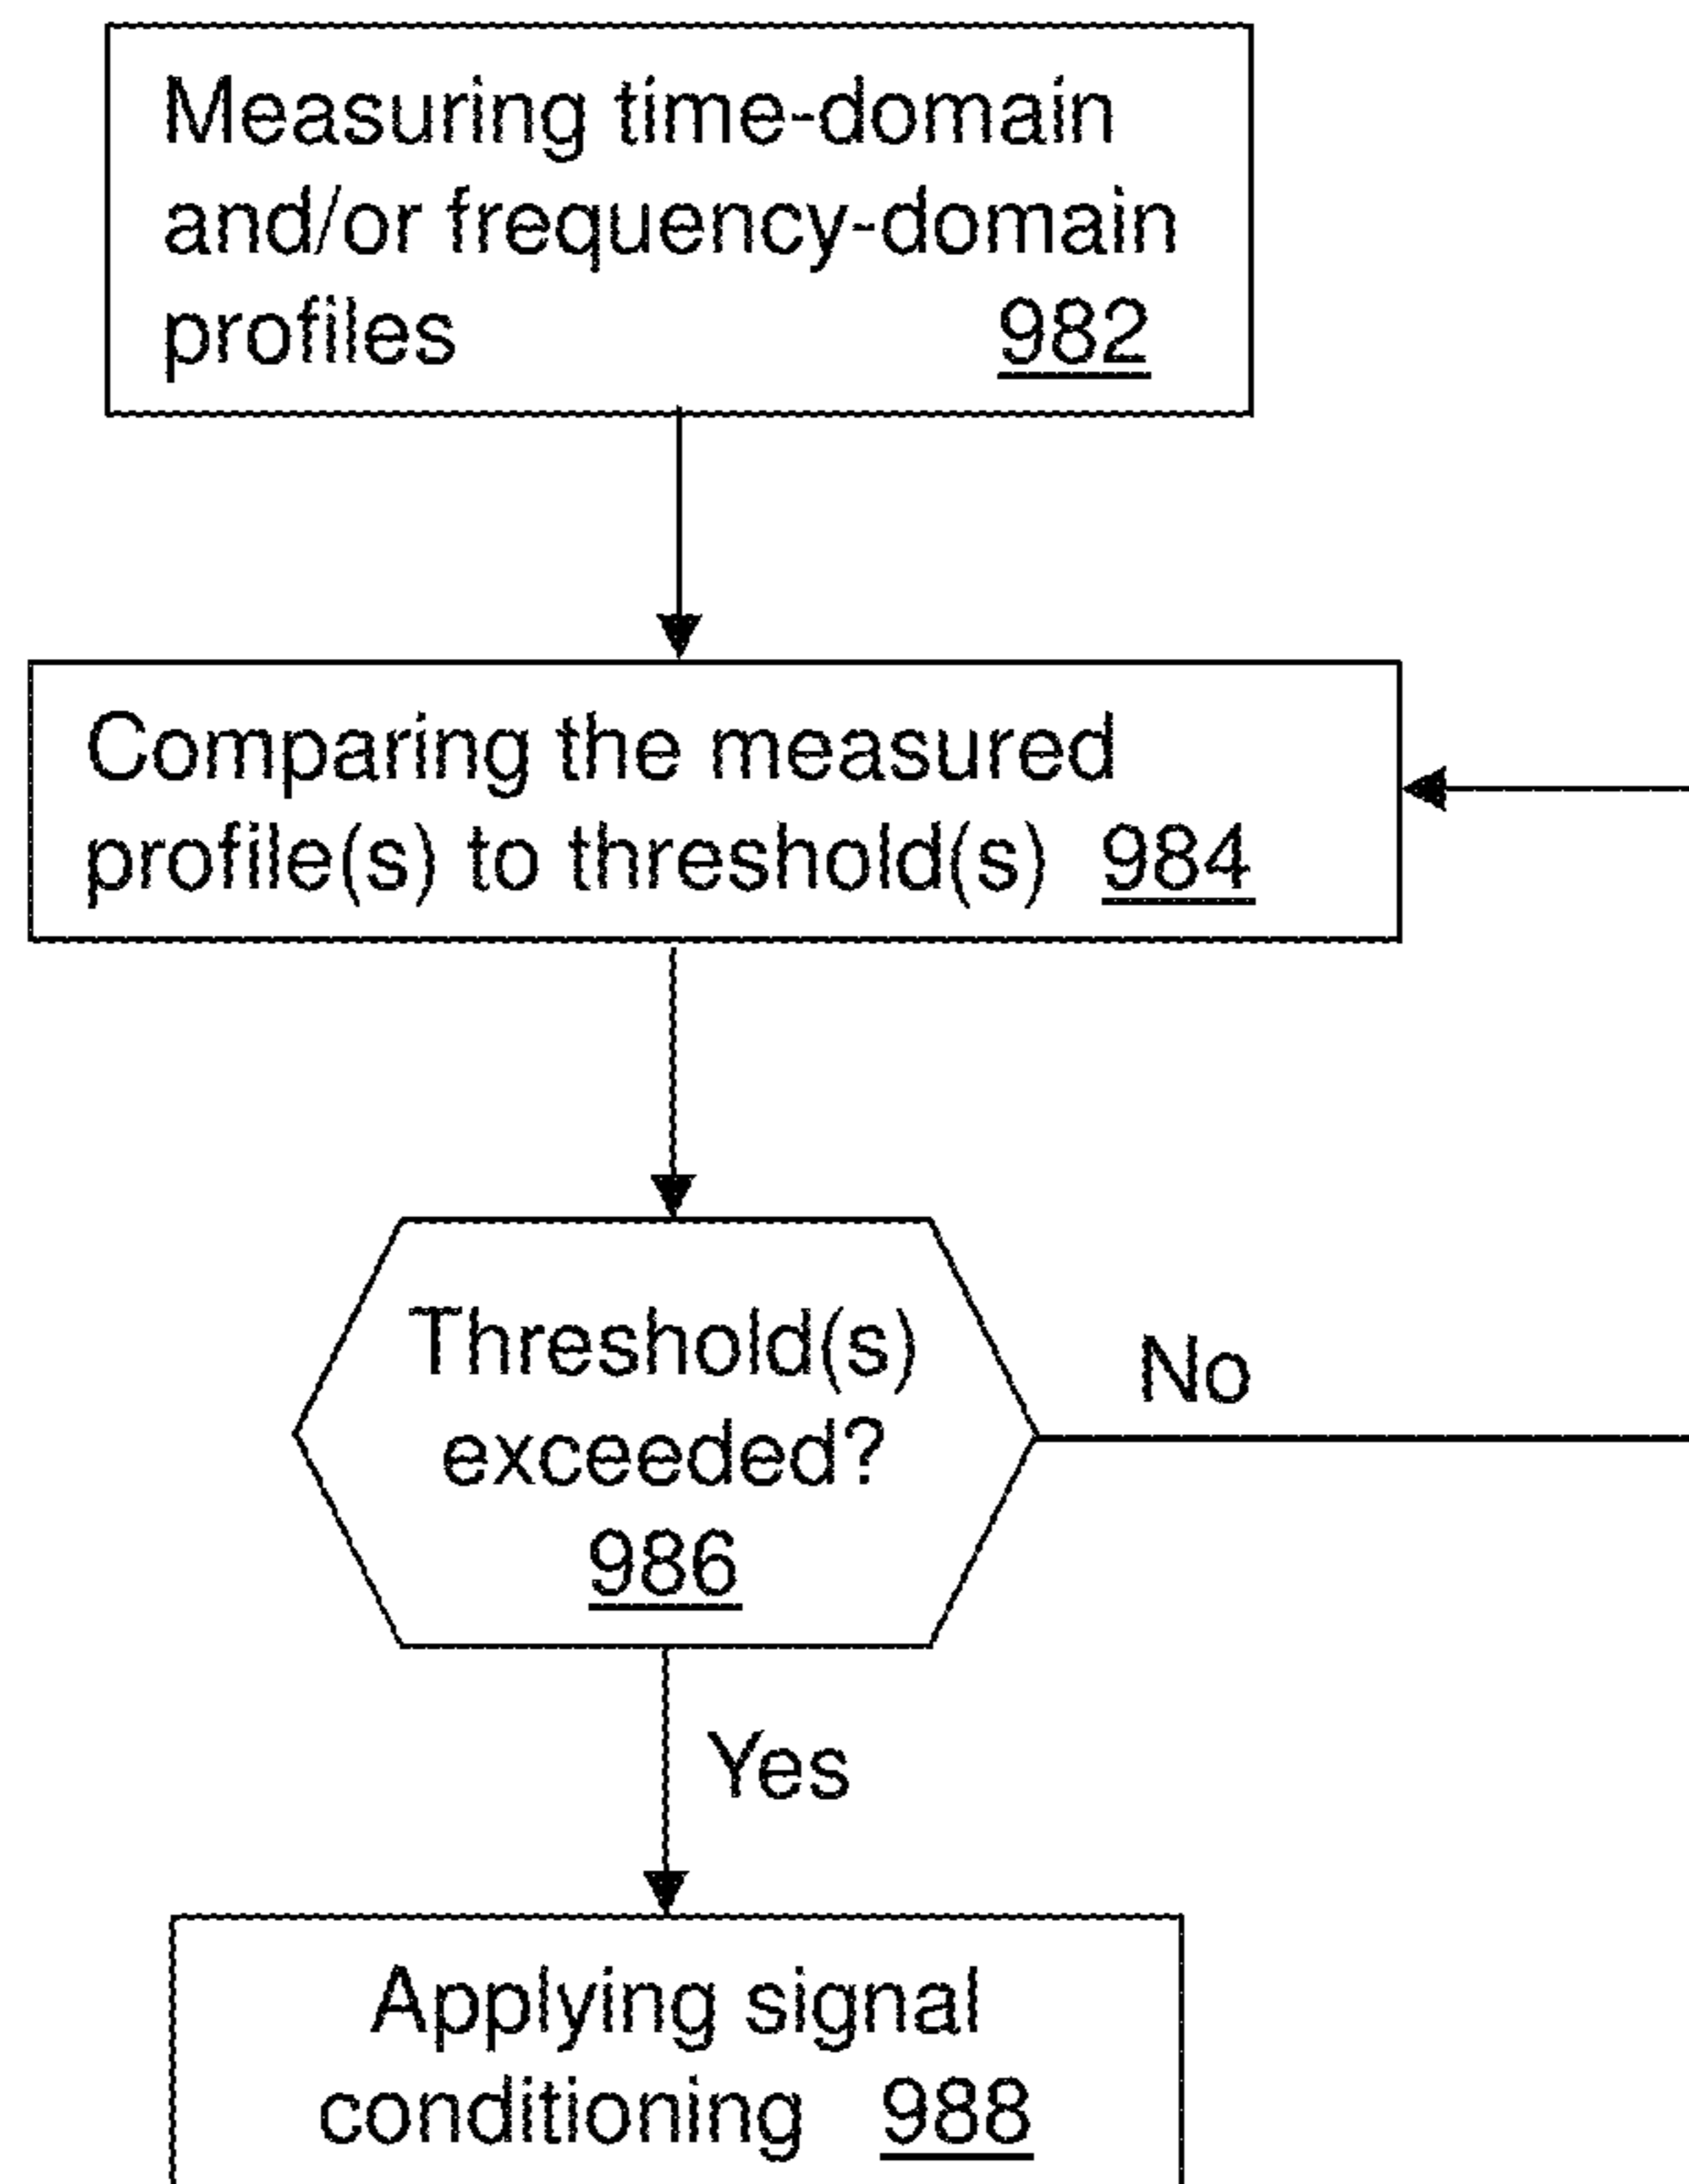 Measuring time-domain
and/or frequency-domain
profiles 982
Comparing the measured
profile(s) to threshold(s) 984
Threshold(s)
exceeded?
986
No
Yes
Applying signal
conditioning 988